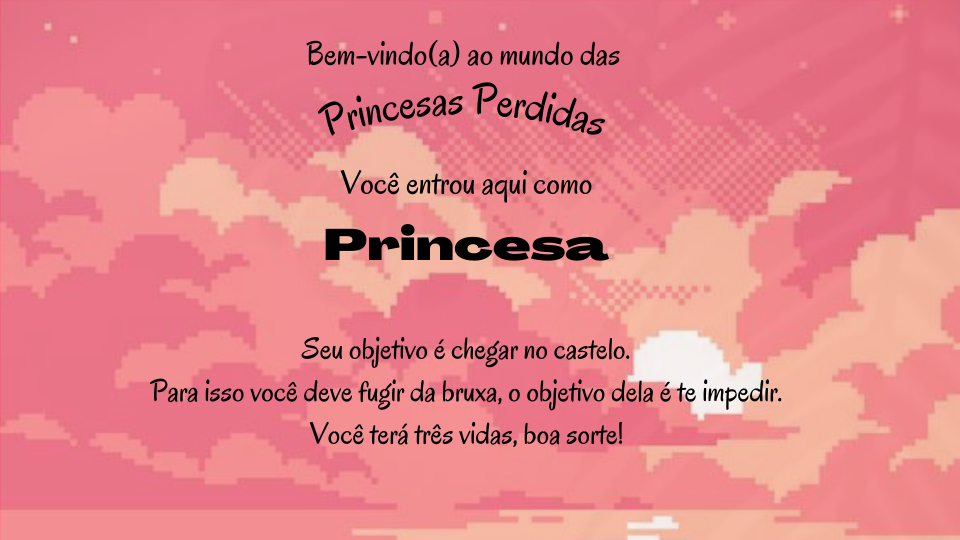 Bem-vindo(a) ao mundo das
Princesas Perdidas
Você entrou aqui como
Princesa
Seu objetivo é chegar no castelo.
Para isso você deve fugir da bruxa, o objetivo dela é te impedir.
Você terá três vidas, boa sorte!